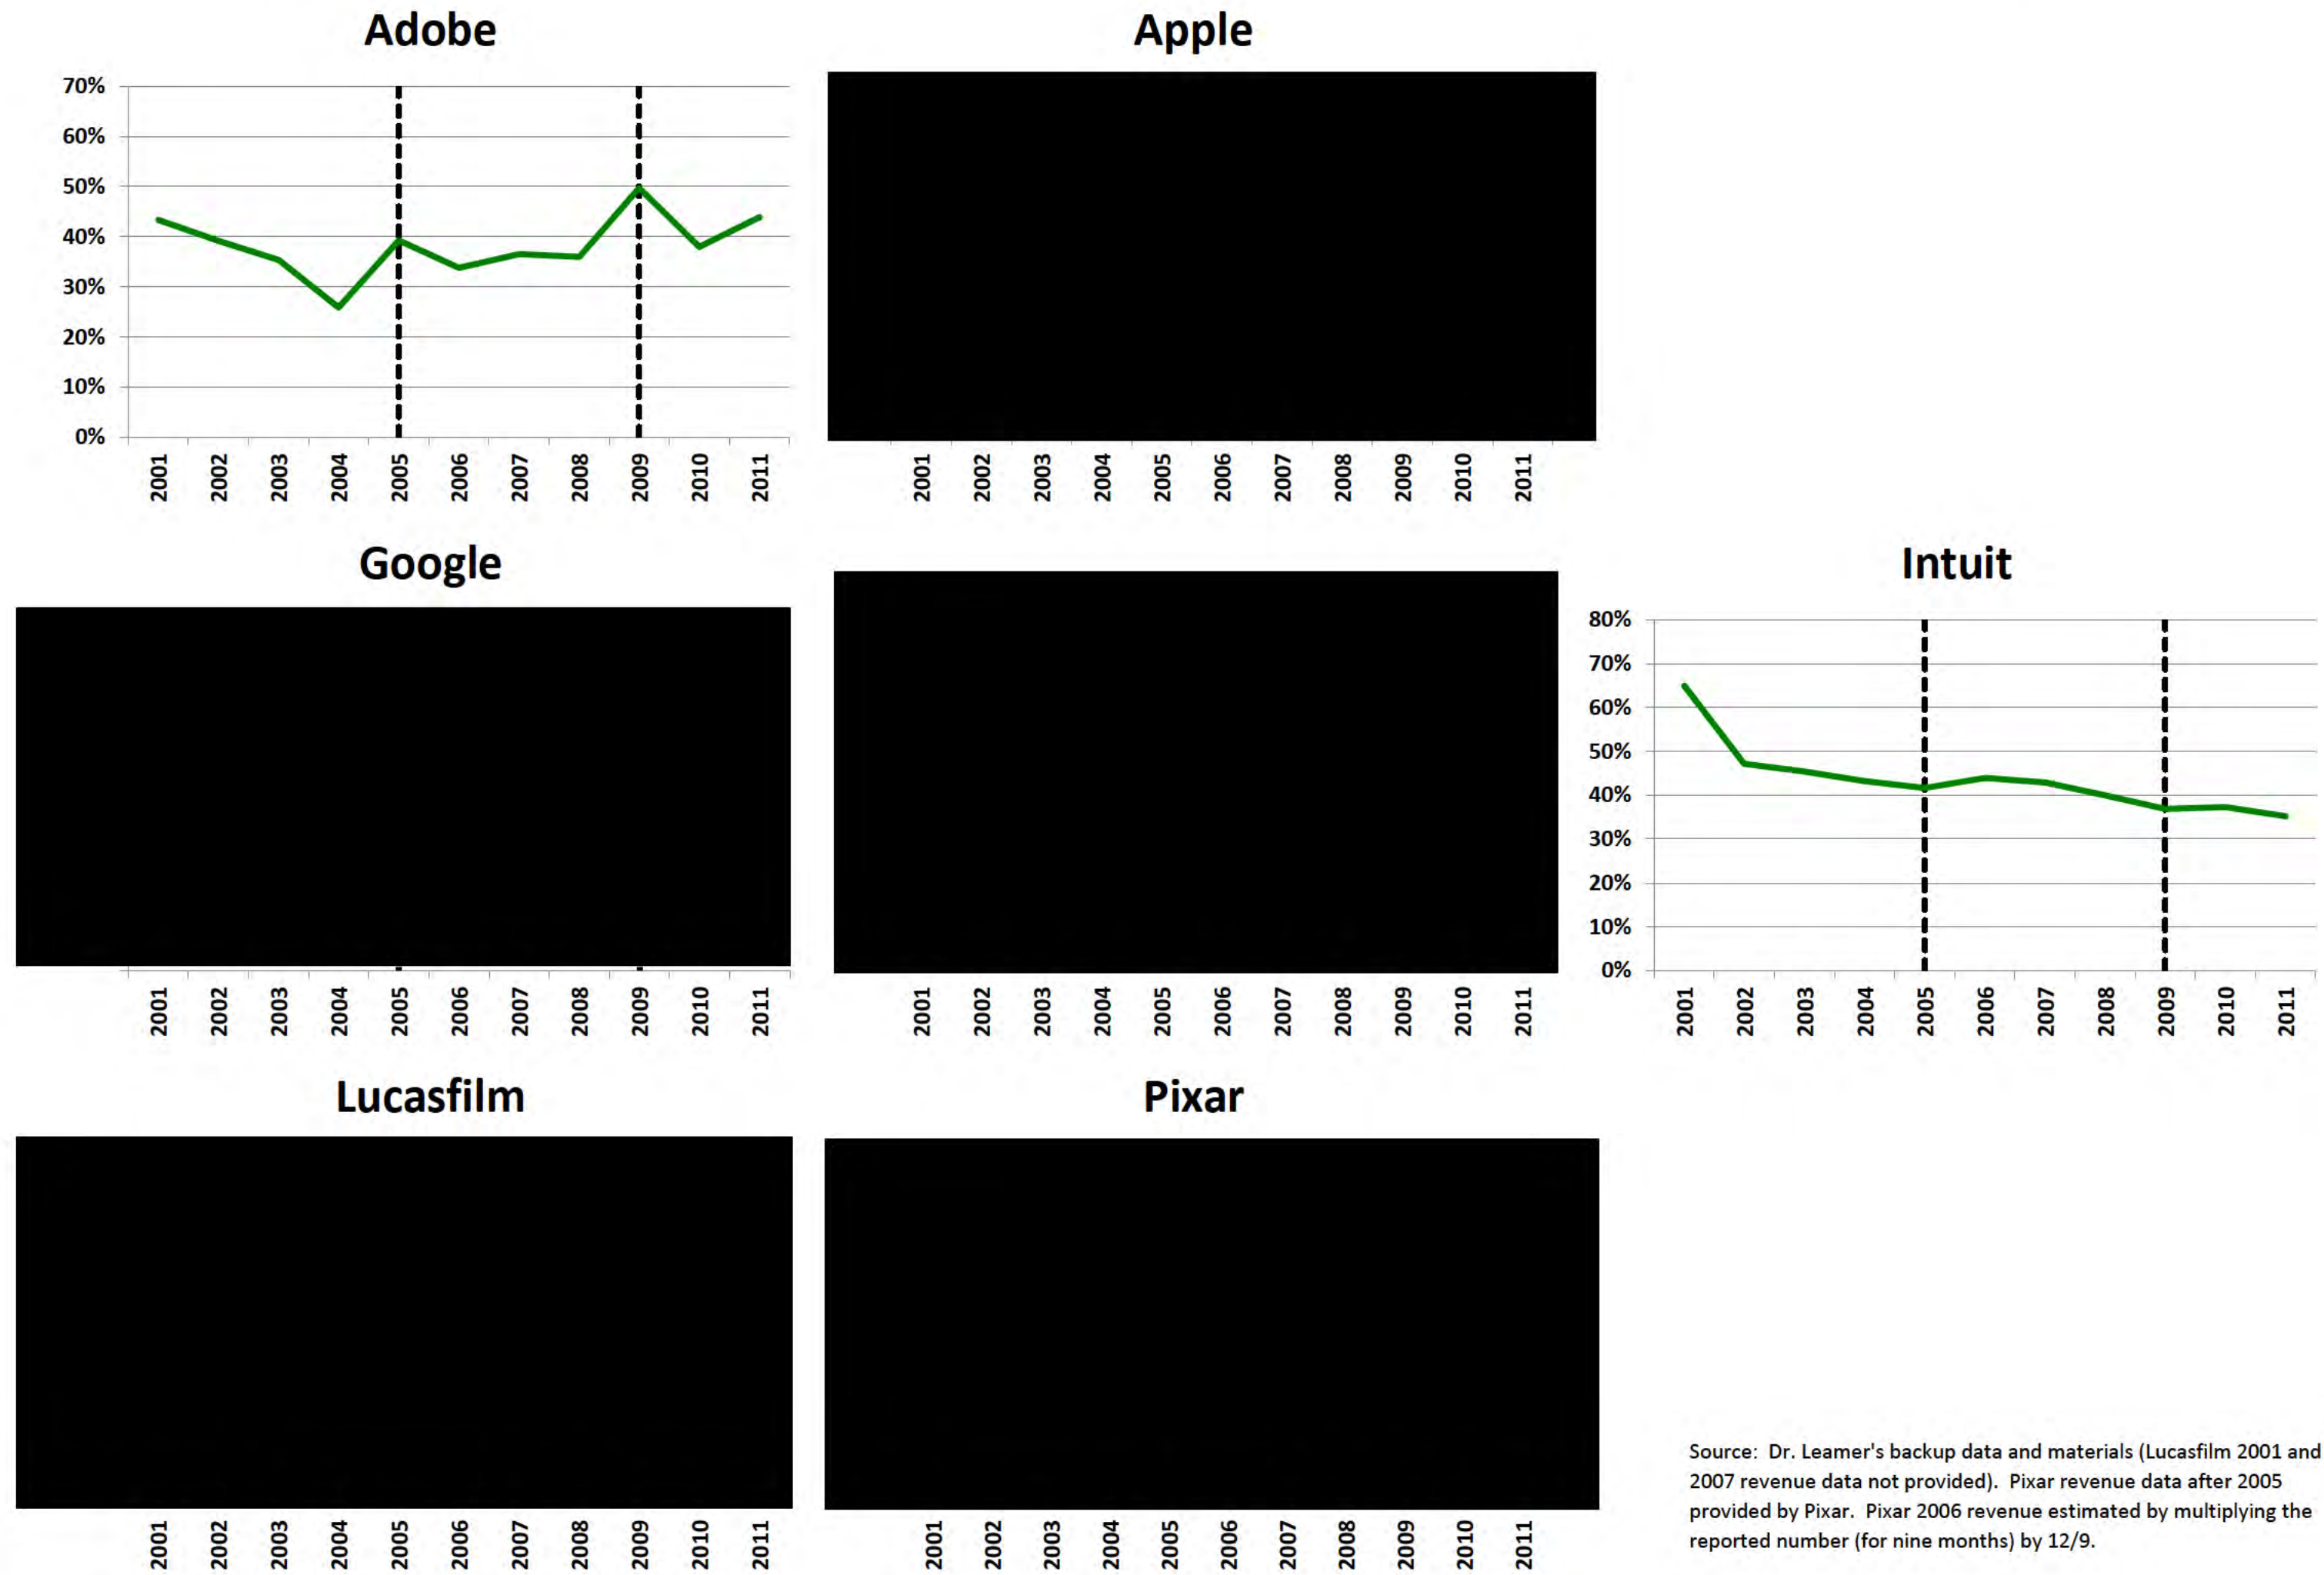 Adobe
70%
60%
50%
40%
30%
20%
10%
0%
2001 2002 2003 2004 2005 2006 2007 2008 2009 2010 2011
Apple
2001 2002 2003 2004 2005 2006 2007 2008 2009 2010 2011
Google
2001 2002 2003 2004 2005 2006 2007 2008 2009 2010 2011
2001 2002 2003 2004 2005 2006 2007 2008 2009 2010 2011
Intuit
80%
70%
60%
50%
40%
30%
20%
10%
0%
2001 2002 2003 2004 2005 2006 2007 2008 2009 2010 2011
Lucasfilm
2001 2002 2003 2004 2005 2006 2007 2008 2009 2010 2011
Pixar
2001 2002 2003 2004 2005 2006 2007 2008 2009 2010 2011
Source: Dr. Leamer's backup data and materials (Lucasfilm 2001 and
2007 revenue data not provided). Pixar revenue data after 2005
provided by Pixar. Pixar 2006 revenue estimated by multiplying the
reported number (for nine months) by 12/9.